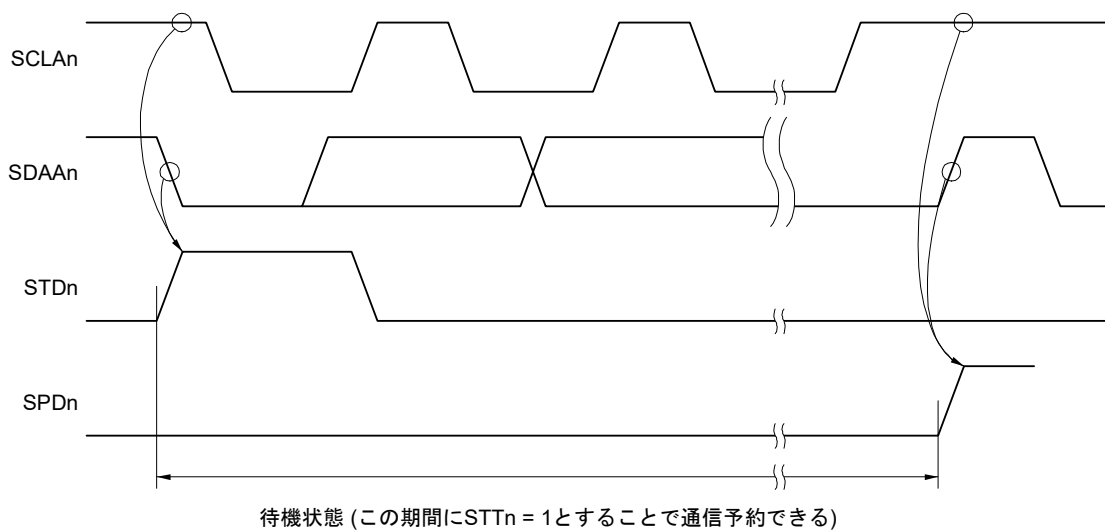 SCLAn
SDAAn
STDn
SPDn
待機状態 (この期間にSTTn = 1とすることで通信予約できる)